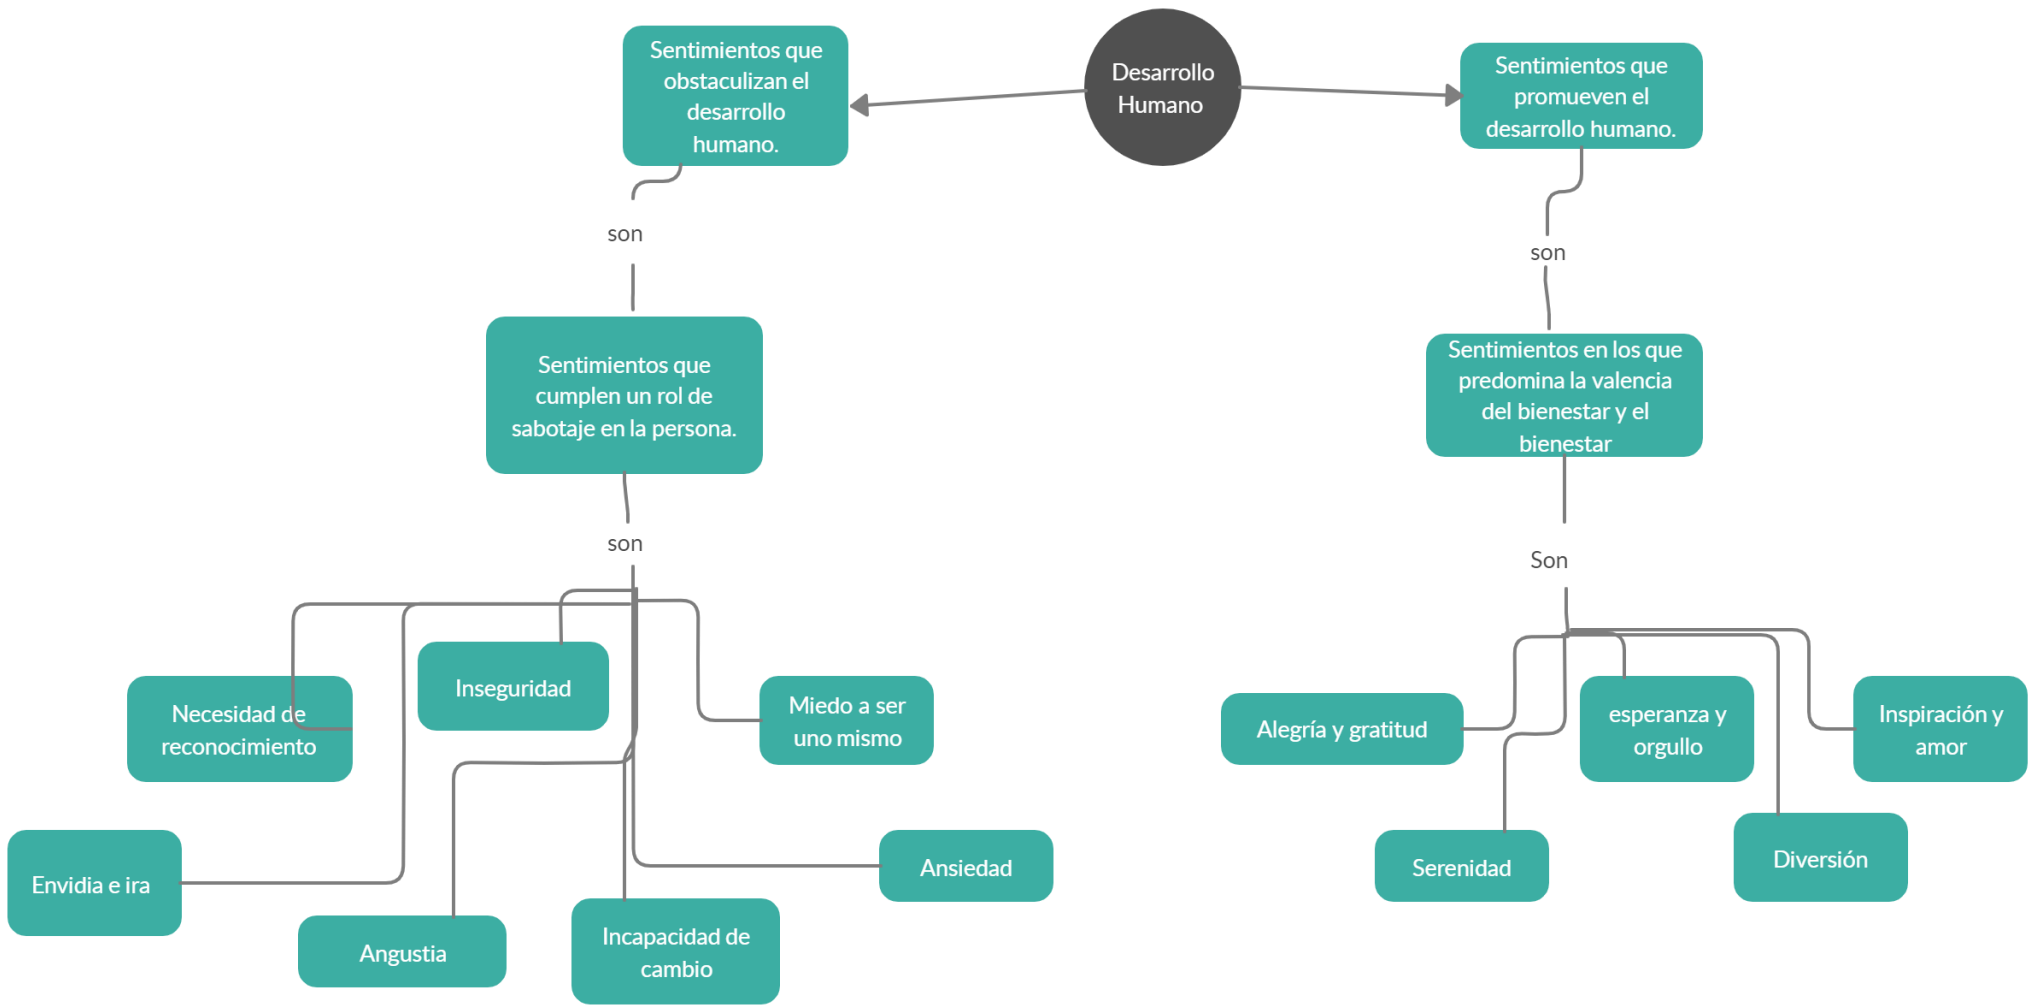 Desarrollo
Humano
Sentimientos que
obstaculizan el
desarrollo
humano.
Sentimientos que
promueven el
desarrollo humano.
son
son
Sentimientos que
cumplen un rol de
sabotaje en la persona.
Sentimientos en los que
predomina la valencia
del bienestar y el
bienestar
son
Son
Necesidad de
reconocimiento
Inseguridad
Miedo a ser
uno mismo
Envidia e ira
Angustia
Incapacidad de
cambio
Ansiedad
Alegría y gratitud
esperanza y
orgullo
Inspiración y
amor
Serenidad
Diversión